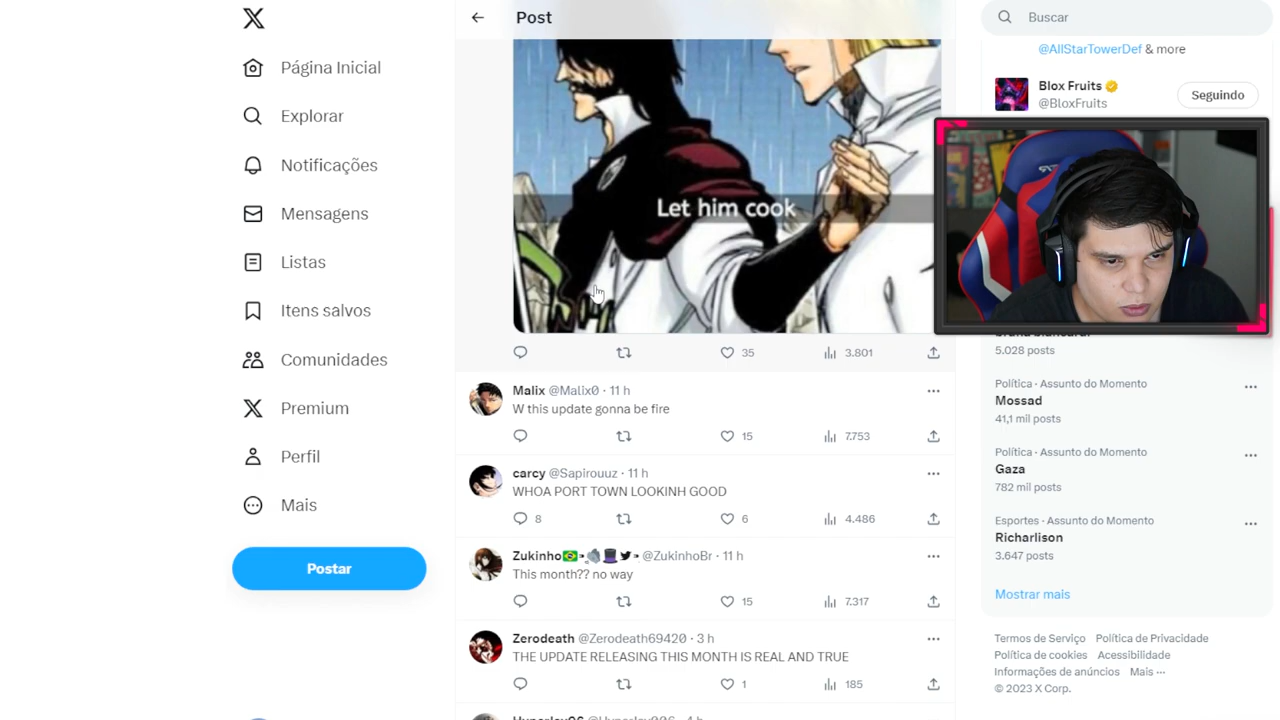 Página Inicial
Explorar
Notificações
Mensagens
Listas
Itens salvos
Comunidades
Premium
Perfil
Mais
Postar
Post
Let him cook
35 3.801
Malix @Malix0 · 11 h
W this update gonna be fire
15 7.753
carcy @Sapirouuz · 11 h
WHOA PORT TOWN LOOKINH GOOD
8 6 4.486
Zukinho @ZukinhoBr · 11 h
This month?? no way
15 7.317
Zerodeath @Zerodeath69420 · 3 h
THE UPDATE RELEASING THIS MONTH IS REAL AND TRUE
1 185
Buscar
@AllStarTowerDef & more
Blox Fruits
@BloxFruits
Seguindo
5.028 posts
Política · Assunto do Momento
Mossad
41,1 mil posts
Política · Assunto do Momento
Gaza
782 mil posts
Esportes · Assunto do Momento
Richarlison
3.647 posts
Mostrar mais
Termos de Serviço Política de Privacidade
Política de cookies Acessibilidade
Informações de anúncios Mais ···
© 2023 X Corp.